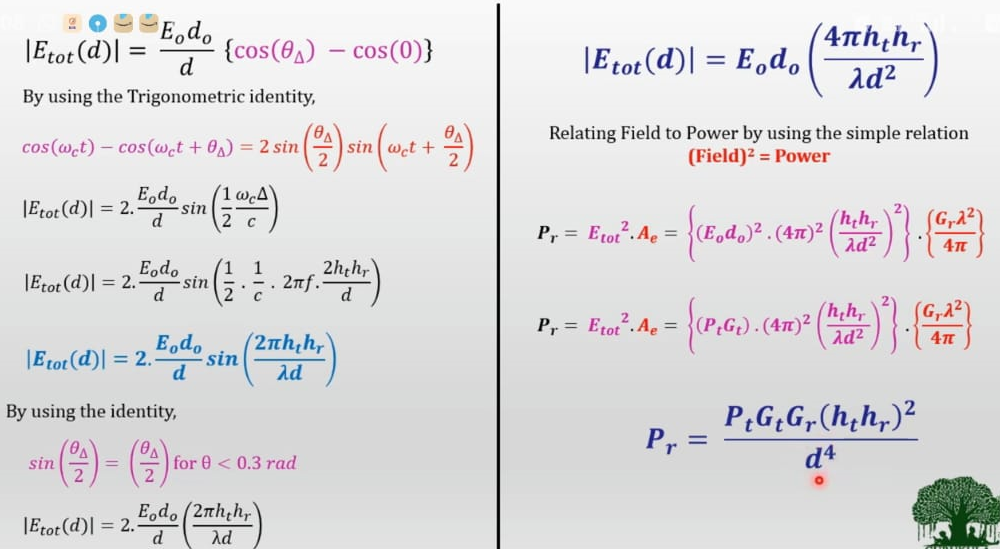 |E_tot(d)| = E_o d_o / d {cos(θ_Δ) − cos(0)}
By using the Trigonometric identity,
cos(ω_c t) − cos(ω_c t + θ_Δ) = 2 sin(θ_Δ / 2) sin(ω_c t + θ_Δ / 2)
|E_tot(d)| = 2. E_o d_o / d sin(1/2 ω_c Δ / c)
|E_tot(d)| = 2. E_o d_o / d sin(1/2 . 1/c . 2πf. 2h_t h_r / d)
|E_tot(d)| = 2. E_o d_o / d sin(2πh_t h_r / λd)
By using the identity,
sin(θ_Δ / 2) = (θ_Δ / 2) for θ < 0.3 rad
|E_tot(d)| = 2. E_o d_o / d (2πh_t h_r / λd)
|E_tot(d)| = E_o d_o (4πh_t h_r / λd²)
Relating Field to Power by using the simple relation
(Field)² = Power
P_r = E_tot². A_e = {(E_o d_o)² . (4π)² (h_t h_r / λd²)²} . {G_r λ² / 4π}
P_r = E_tot². A_e = {(P_t G_t) . (4π)² (h_t h_r / λd²)²} . {G_r λ² / 4π}
P_r = P_t G_t G_r (h_t h_r)² / d⁴